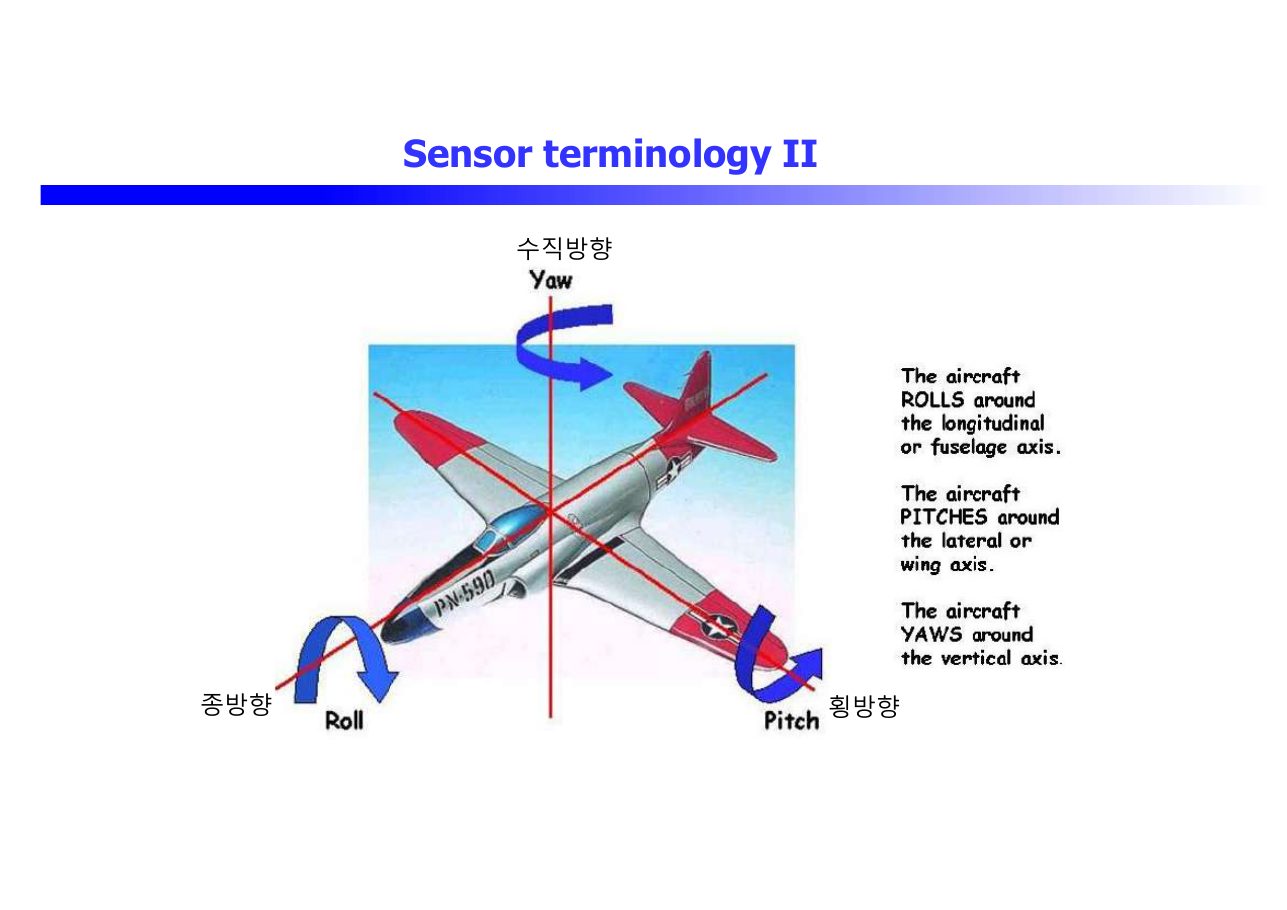 Sensor terminology II
수직방향
Yaw
The aircraft
ROLLS around
the longitudinal
or fuselage axis.
The aircraft
PITCHES around
the lateral or
wing axis.
The aircraft
YAWS around
the vertical axis.
PN-590
종방향
Roll
Pitch
횡방향